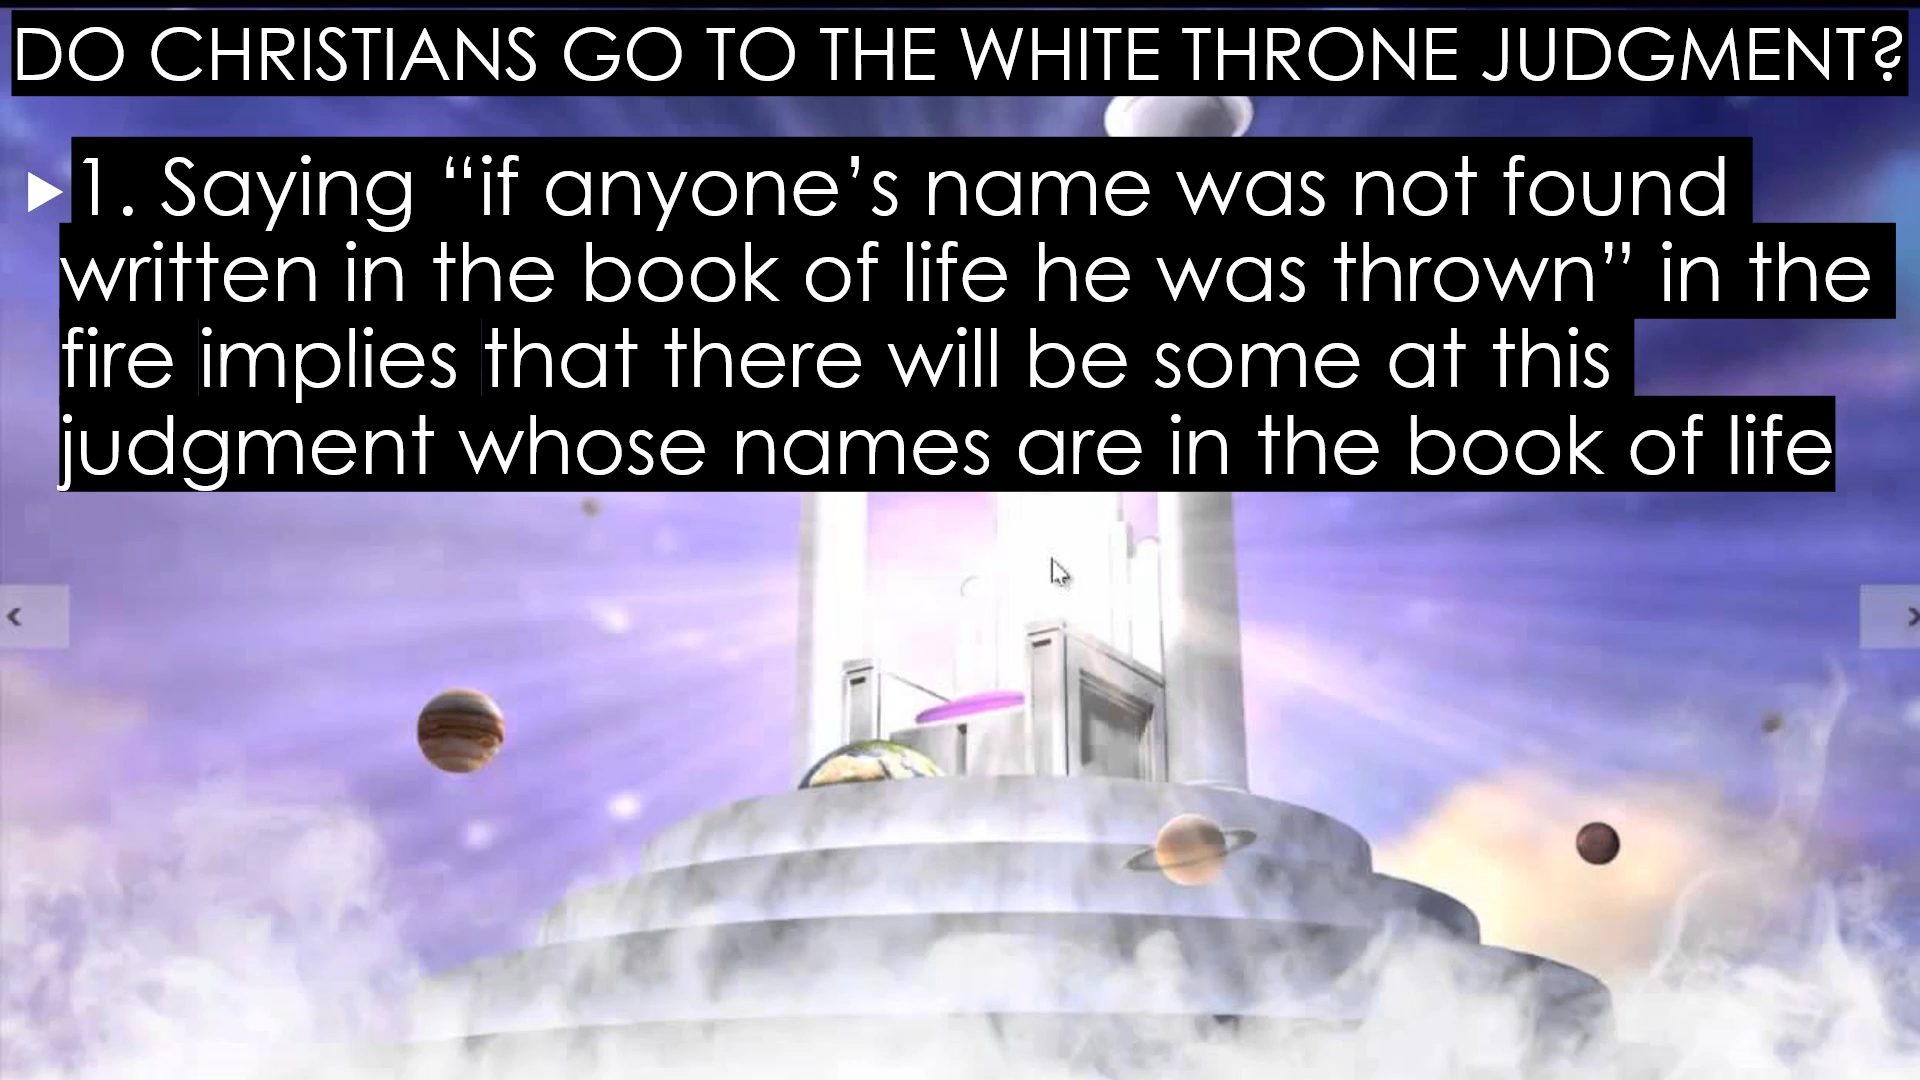 DO CHRISTIANS GO TO THE WHITE THRONE JUDGMENT?
1. Saying “if anyone’s name was not found
written in the book of life he was thrown” in the
fire implies that there will be some at this
judgment whose names are in the book of life